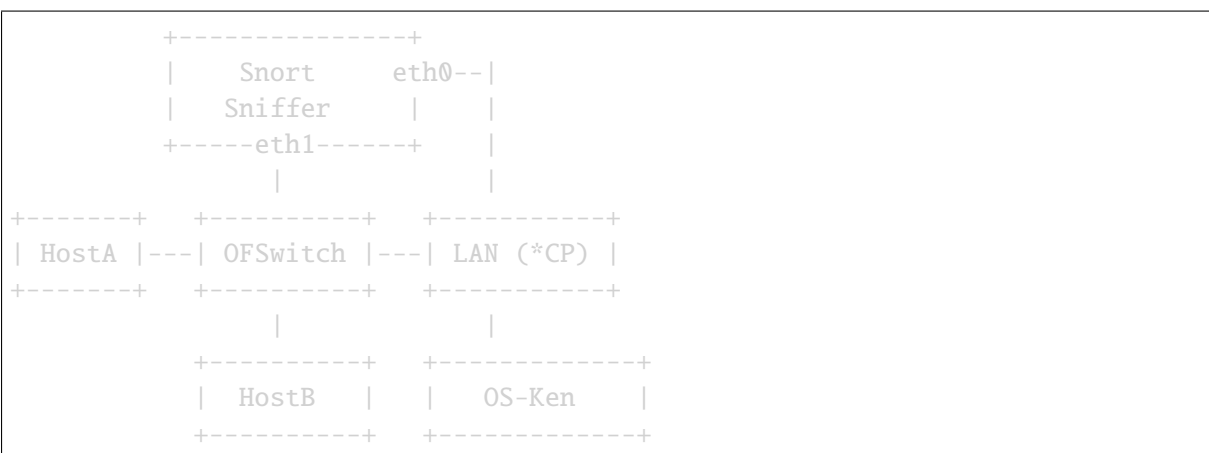 +---------------+
|    Snort     eth0--|
|   Sniffer     |    |
+-----eth1------+    |
|             |
+-------+   +----------+   +-----------+
| HostA |---| OFSwitch |---| LAN (*CP) |
+-------+   +----------+   +-----------+
|             |
+----------+   +-------------+
|  HostB   |   |   OS-Ken    |
+----------+   +-------------+